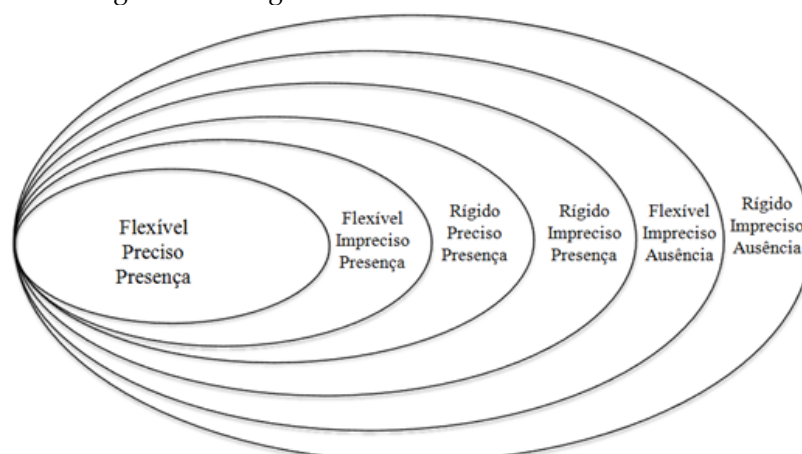 Flexível
Preciso
Presença
Flexível
Impreciso
Presença
Rígido
Preciso
Presença
Rígido
Impreciso
Presença
Flexível
Impreciso
Ausência
Rígido
Impreciso
Ausência